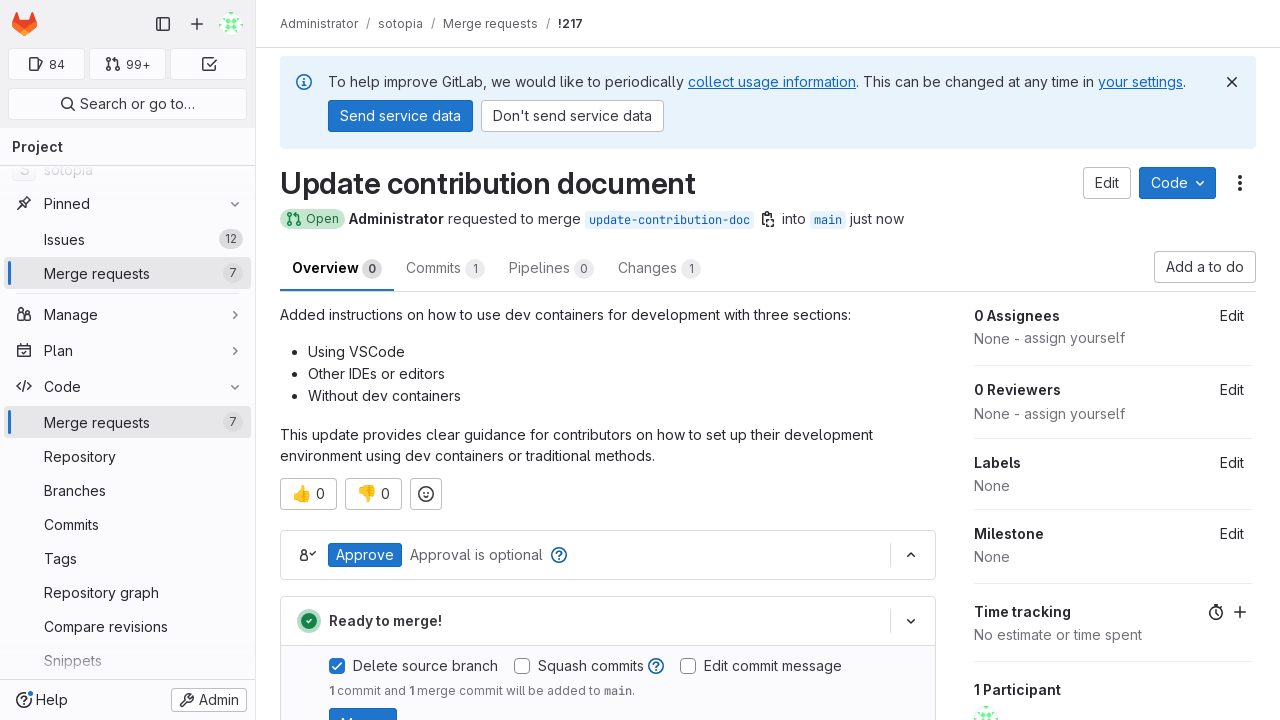 Administrator / sotopia / Merge requests / !217
84
99+
Search or go to…
Project
S sotopia
Pinned
Issues 12
Merge requests 7
Manage
Plan
Code
Merge requests 7
Repository
Branches
Commits
Tags
Repository graph
Compare revisions
Snippets
Help
Admin
To help improve GitLab, we would like to periodically collect usage information. This can be changed at any time in your settings.
Send service data
Don't send service data
Update contribution document
Edit
Code
Open Administrator requested to merge update-contribution-doc into main just now
Overview 0
Commits 1
Pipelines 0
Changes 1
Add a to do
Added instructions on how to use dev containers for development with three sections:
• Using VSCode
• Other IDEs or editors
• Without dev containers
This update provides clear guidance for contributors on how to set up their development
environment using dev containers or traditional methods.
👍 0
👎 0
Approve Approval is optional
Ready to merge!
Delete source branch
Squash commits
Edit commit message
1 commit and 1 merge commit will be added to main.
0 Assignees Edit
None - assign yourself
0 Reviewers Edit
None - assign yourself
Labels Edit
None
Milestone Edit
None
Time tracking
No estimate or time spent
1 Participant